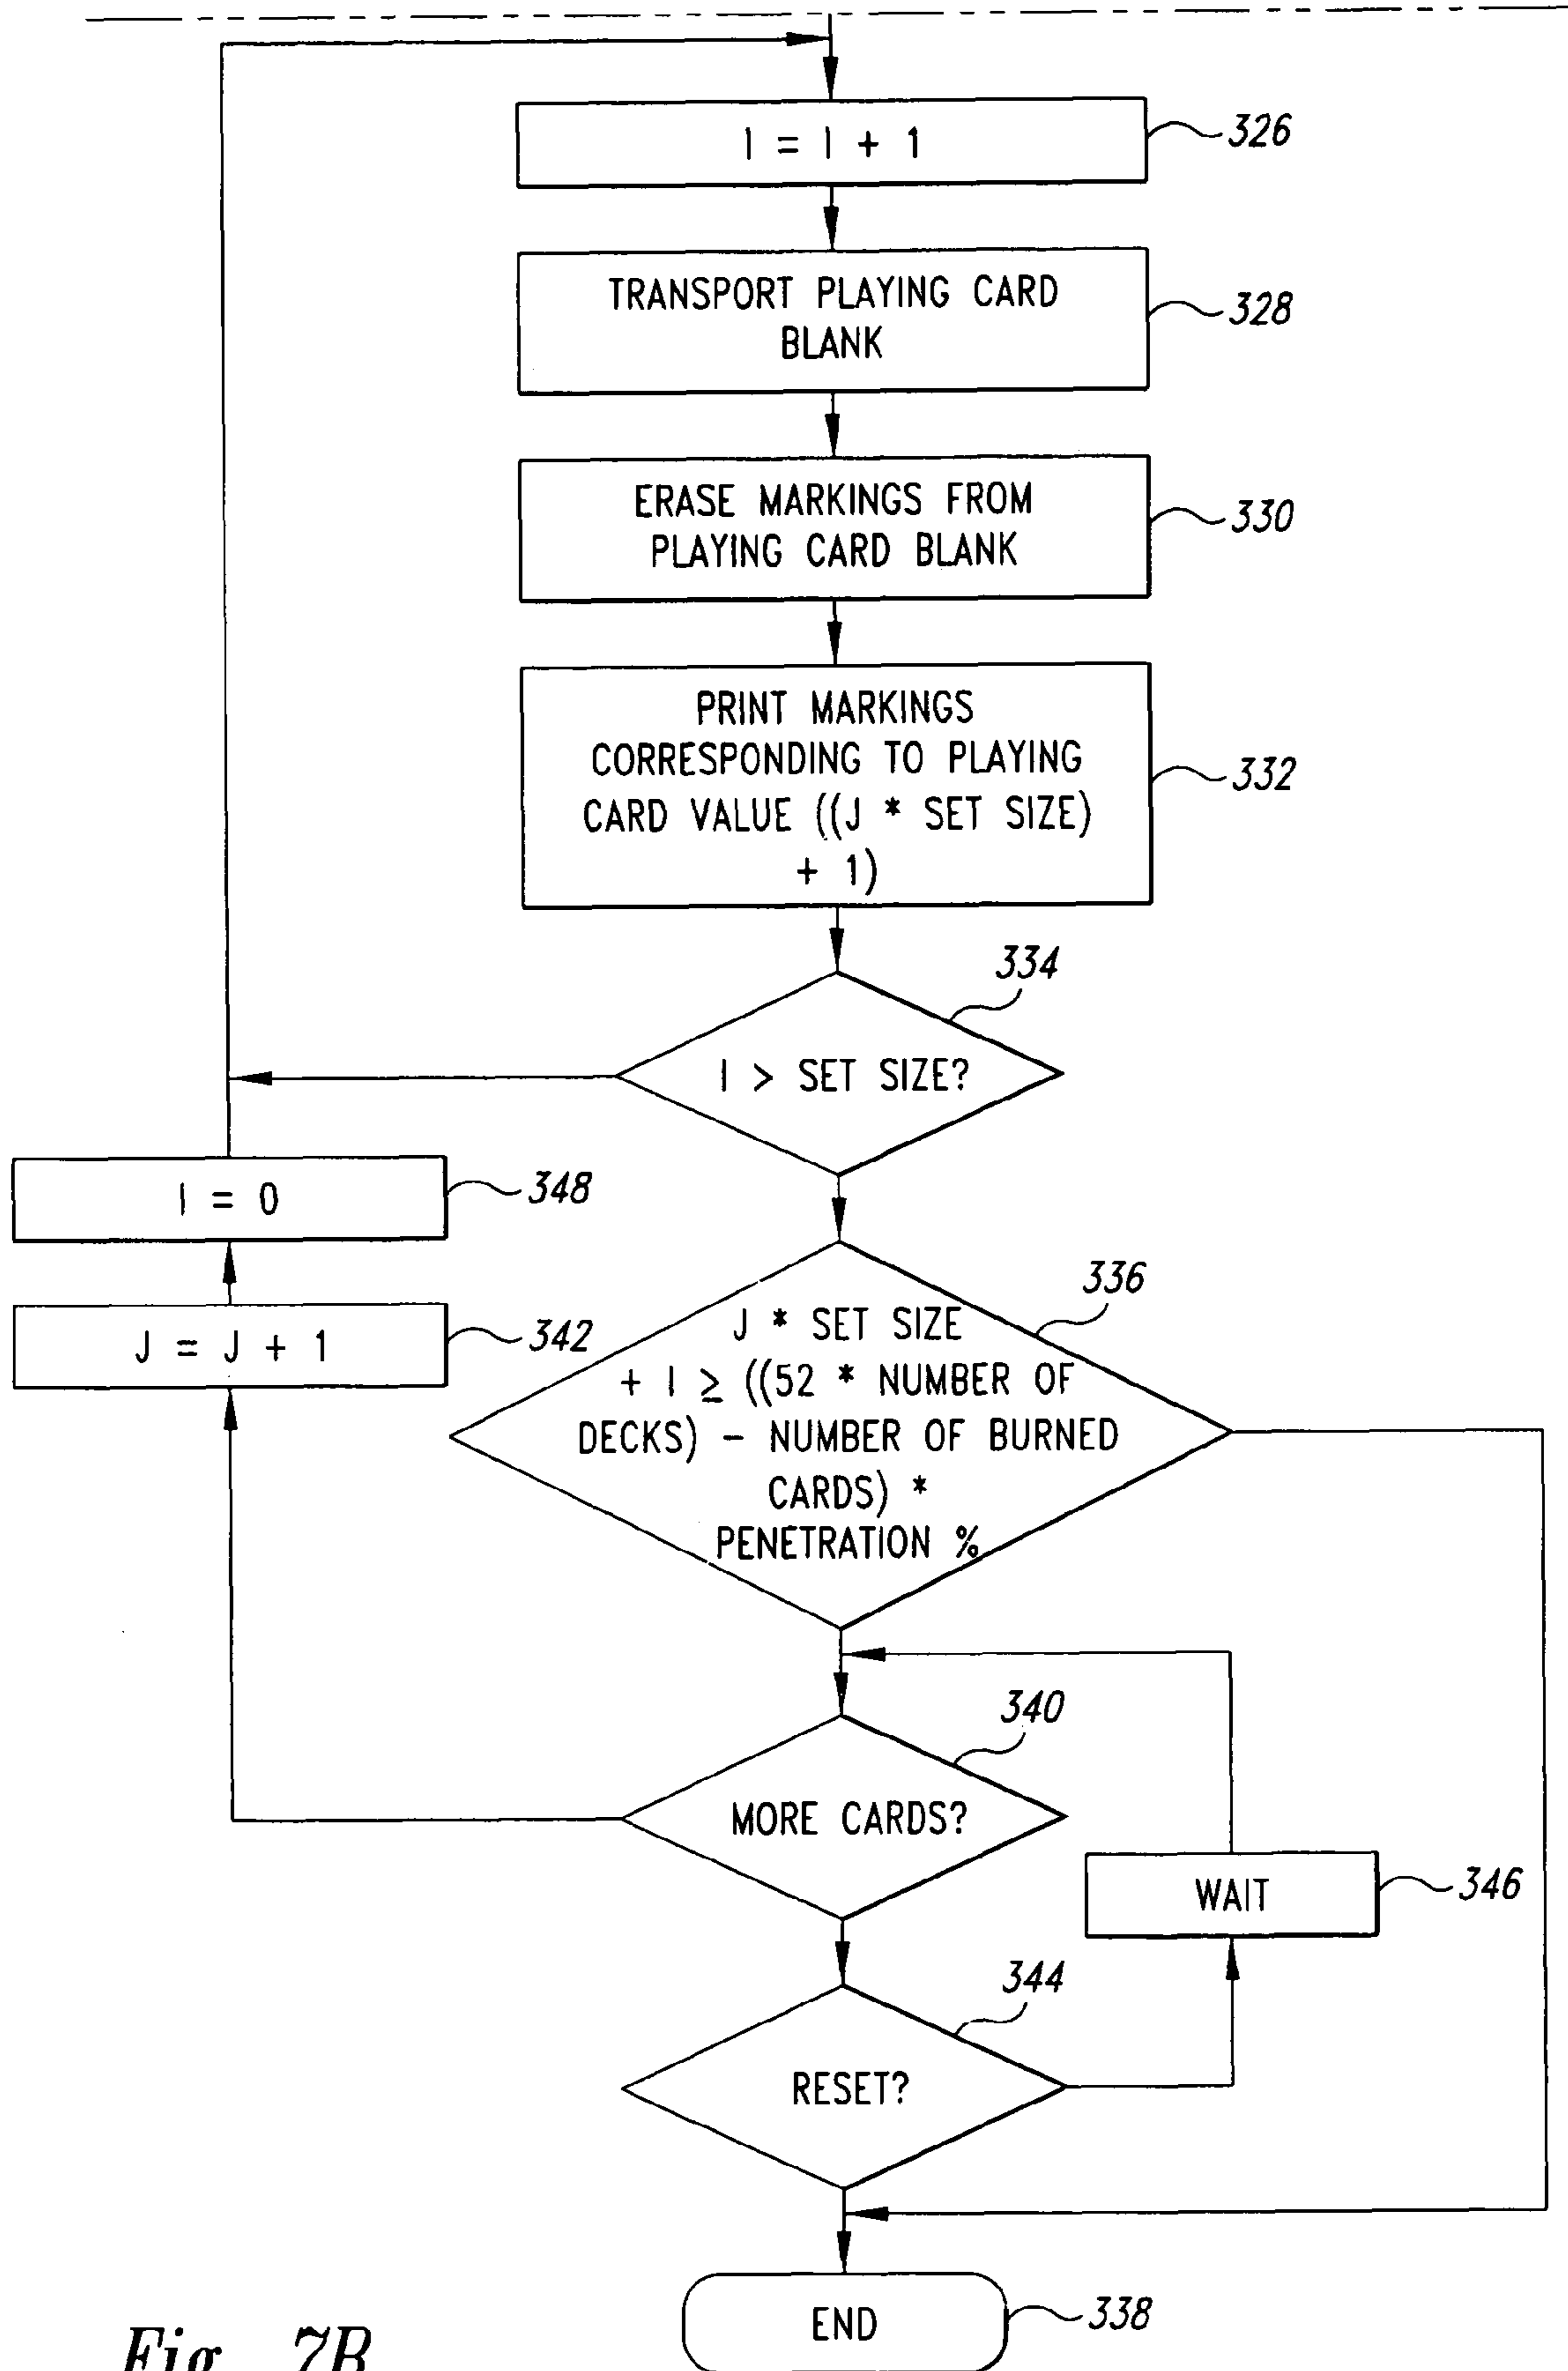 I = I + 1
326
TRANSPORT PLAYING CARD
BLANK
328
ERASE MARKINGS FROM
PLAYING CARD BLANK
330
PRINT MARKINGS
CORRESPONDING TO PLAYING
CARD VALUE ((J * SET SIZE)
+ 1)
332
334
I > SET SIZE?
I = 0
348
J = J + 1
342
336
J * SET SIZE
+ I ≥ ((52 * NUMBER OF
DECKS) - NUMBER OF BURNED
CARDS) *
PENETRATION %
340
MORE CARDS?
WAIT
346
344
RESET?
END
338
Fig. 7B